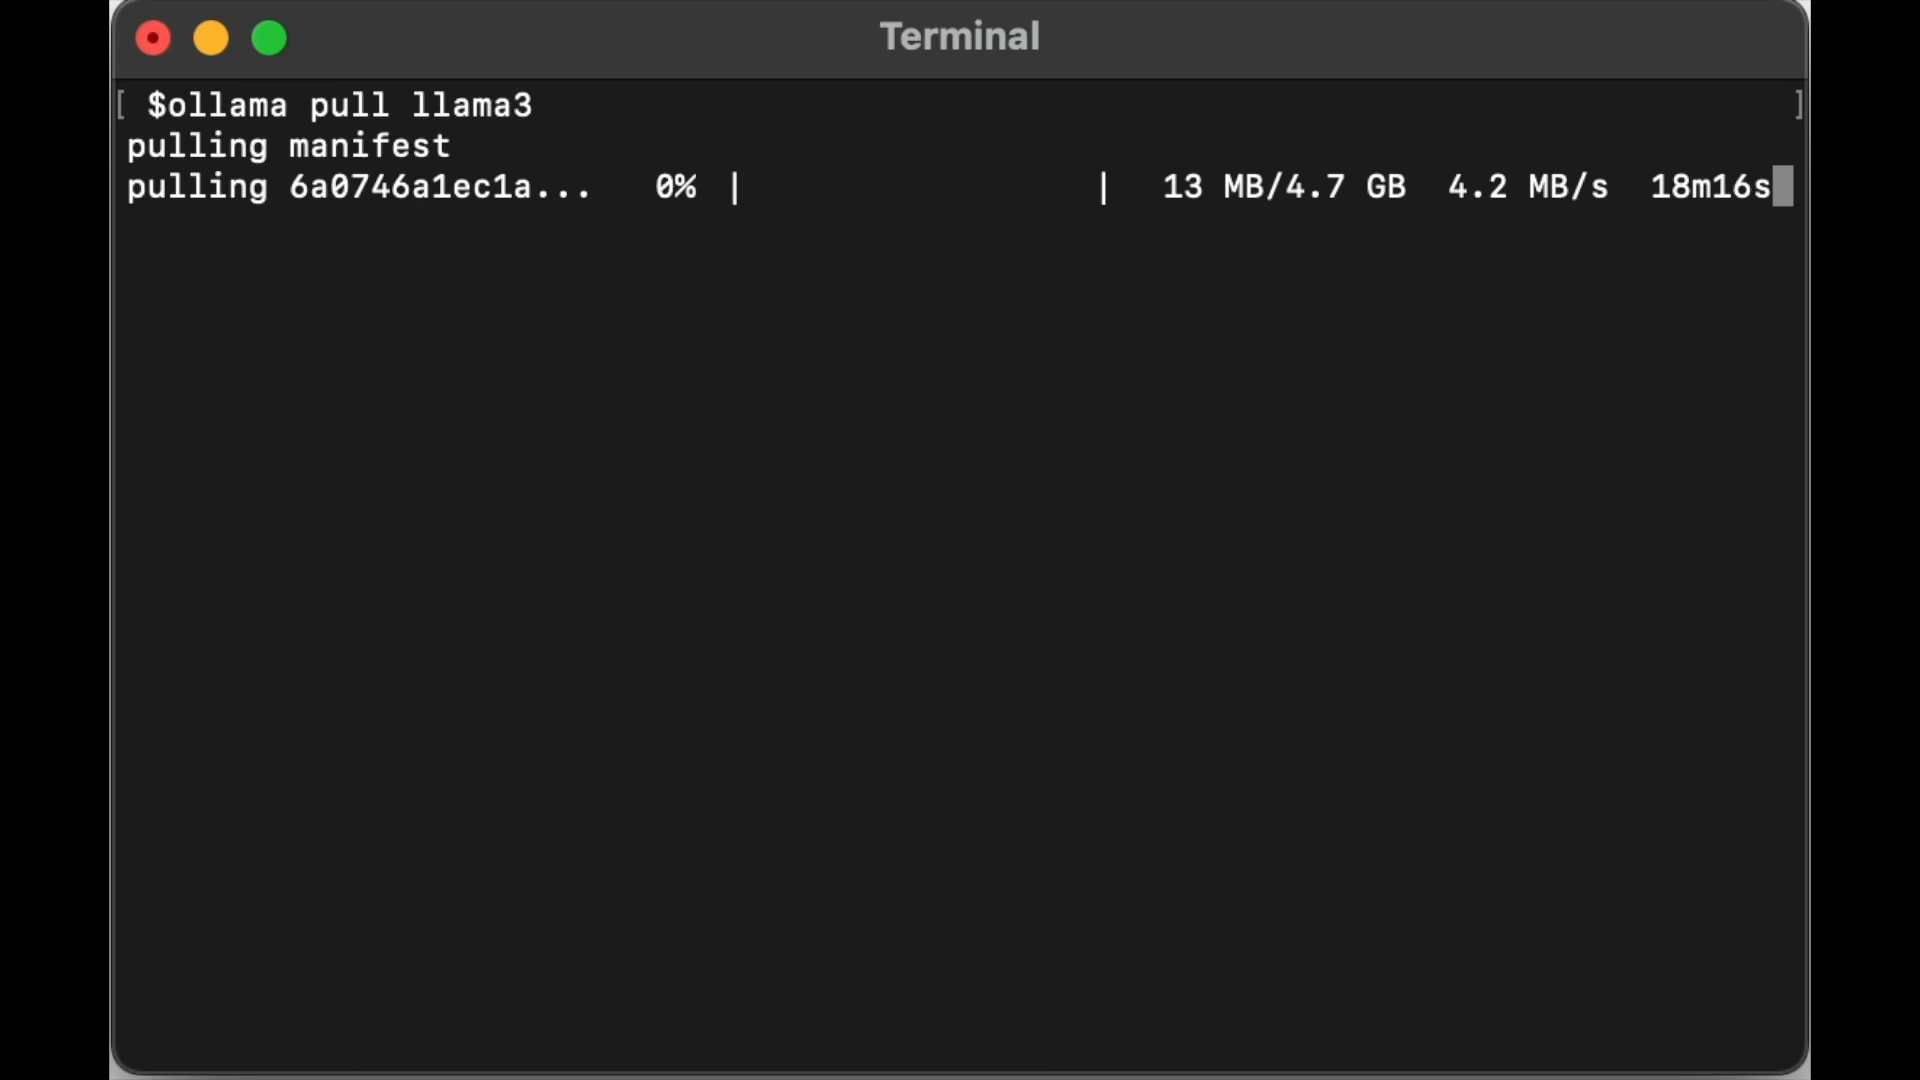 Terminal
[ $ollama pull llama3 ]
pulling manifest
pulling 6a0746a1ec1a... 0% | | 13 MB/4.7 GB 4.2 MB/s 18m16s